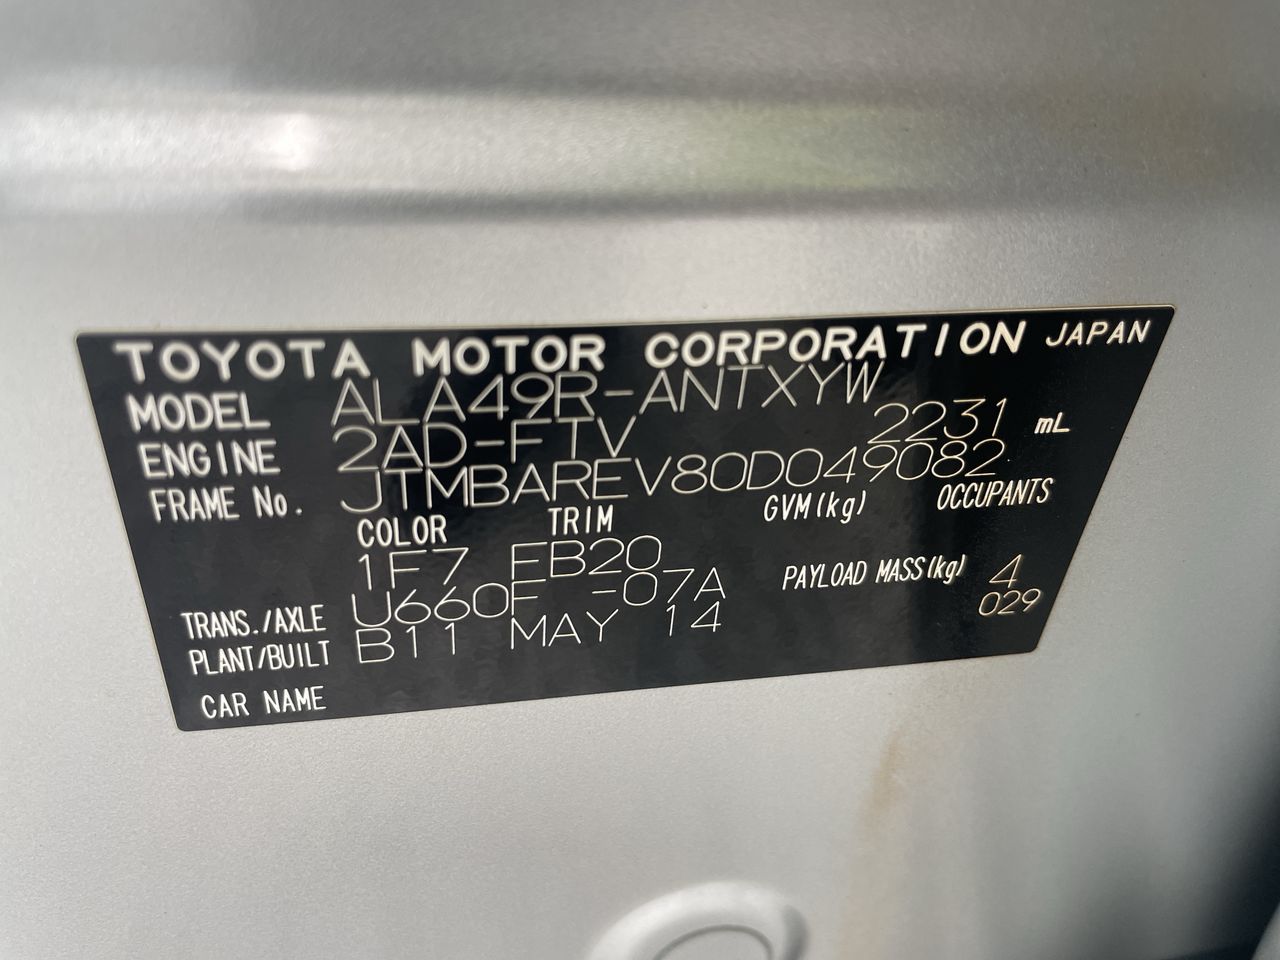 TOYOTA MOTOR CORPORATION JAPAN
MODEL ALA49R-ANTXYW
ENGINE 2AD-FTV 2231 mL
FRAME No. JTMBAREV80D049082
COLOR TRIM GVM(kg) OCCUPANTS
1F7 EB20 4
TRANS./AXLE U660F -07A PAYLOAD MASS(kg) 029
PLANT/BUILT B11 MAY 14
CAR NAME